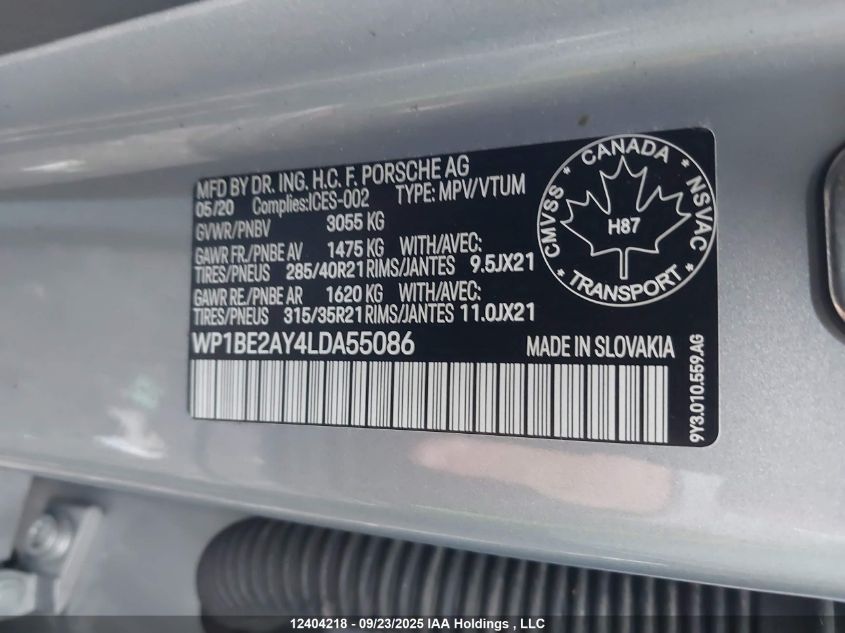 MFD BY DR. ING. H.C. F. PORSCHE AG
05/20 Complies:ICES-002 TYPE: MPV/VTUM
GVWR/PNBV 3055 KG
GAWR FR./PNBE AV 1475 KG WITH/AVEC:
TIRES/PNEUS 285/40R21 RIMS/JANTES 9.5JX21
GAWR RE./PNBE AR 1620 KG WITH/AVEC:
TIRES/PNEUS 315/35R21 RIMS/JANTES 11.0JX21
WP1BE2AY4LDA55086 MADE IN SLOVAKIA
CANADA
CMVSS
NSVAC
H87
TRANSPORT
9Y3.010.559.AG
12404218 - 09/23/2025 IAA Holdings , LLC